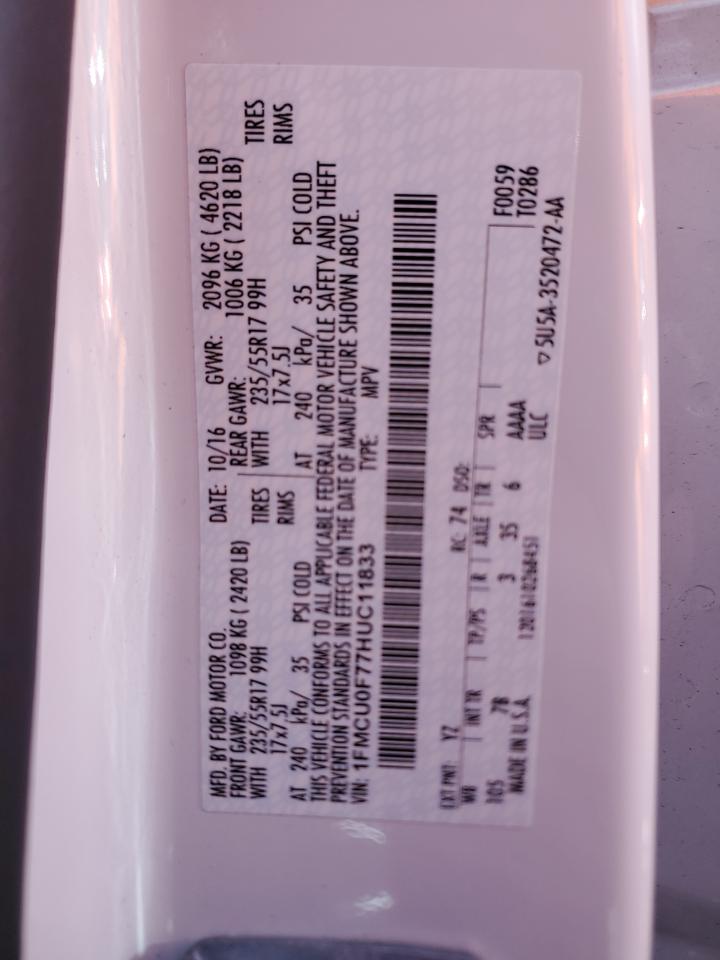 MFD. BY FORD MOTOR CO.
DATE: 10/16 GVWR: 2096 KG ( 4620 LB)
FRONT GAWR: 1098 KG ( 2420 LB)
REAR GAWR: 1006 KG ( 2218 LB)
WITH 235/55R17 99H TIRES
WITH 235/55R17 99H TIRES
17x7.5J RIMS
17x7.5J RIMS
AT 240 kPa/ 35 PSI COLD
AT 240 kPa/ 35 PSI COLD
THIS VEHICLE CONFORMS TO ALL APPLICABLE FEDERAL MOTOR VEHICLE SAFETY AND THEFT
PREVENTION STANDARDS IN EFFECT ON THE DATE OF MANUFACTURE SHOWN ABOVE.
VIN: 1FMCU0F77HUC11833 TYPE: MPV
EXT PNT: YZ RC: 74 DSO:
F0059
WB INT TR TP/PS R AXLE TR SPR
T0286
105 7B 3 35 6 AAAA
MADE IN U.S.A. ULC
▽5U5A-3520472-AA